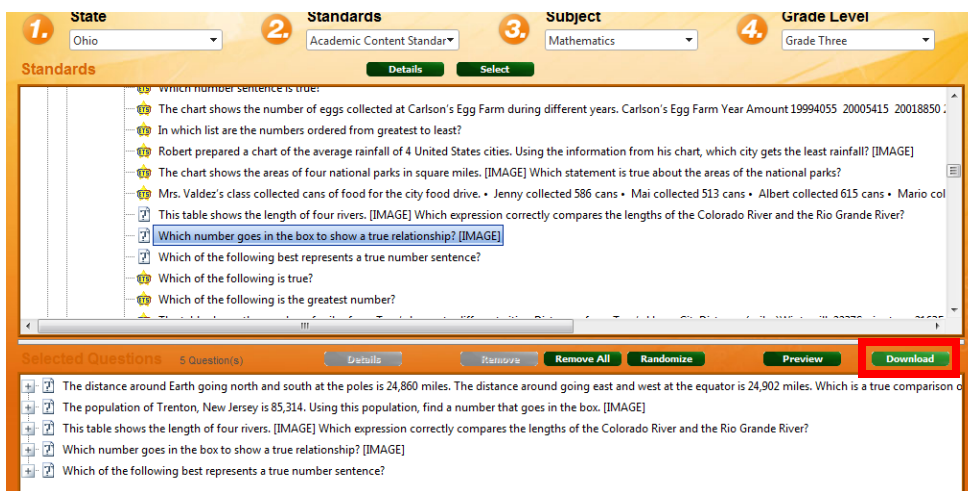 State Standards Subject Grade Level
1. Ohio 2. Academic Content Standar 3. Mathematics 4. Grade Three
Standards Details Select
ETS Which number sentence is true?
ETS The chart shows the number of eggs collected at Carlson's Egg Farm during different years. Carlson's Egg Farm Year Amount 19994055 20005415 20018850
ETS In which list are the numbers ordered from greatest to least?
ETS Robert prepared a chart of the average rainfall of 4 United States cities. Using the information from his chart, which city gets the least rainfall? [IMAGE]
ETS The chart shows the areas of four national parks in square miles. [IMAGE] Which statement is true about the areas of the national parks?
ETS Mrs. Valdez's class collected cans of food for the city food drive. • Jenny collected 586 cans • Mai collected 513 cans • Albert collected 615 cans • Mario col
? This table shows the length of four rivers. [IMAGE] Which expression correctly compares the lengths of the Colorado River and the Rio Grande River?
? Which number goes in the box to show a true relationship? [IMAGE]
? Which of the following best represents a true number sentence?
ETS Which of the following is true?
ETS Which of the following is the greatest number?
Selected Questions 5 Question(s) Details Remove Remove All Randomize Preview Download
? The distance around Earth going north and south at the poles is 24,860 miles. The distance around going east and west at the equator is 24,902 miles. Which is a true comparison o
? The population of Trenton, New Jersey is 85,314. Using this population, find a number that goes in the box. [IMAGE]
? This table shows the length of four rivers. [IMAGE] Which expression correctly compares the lengths of the Colorado River and the Rio Grande River?
? Which number goes in the box to show a true relationship? [IMAGE]
? Which of the following best represents a true number sentence?